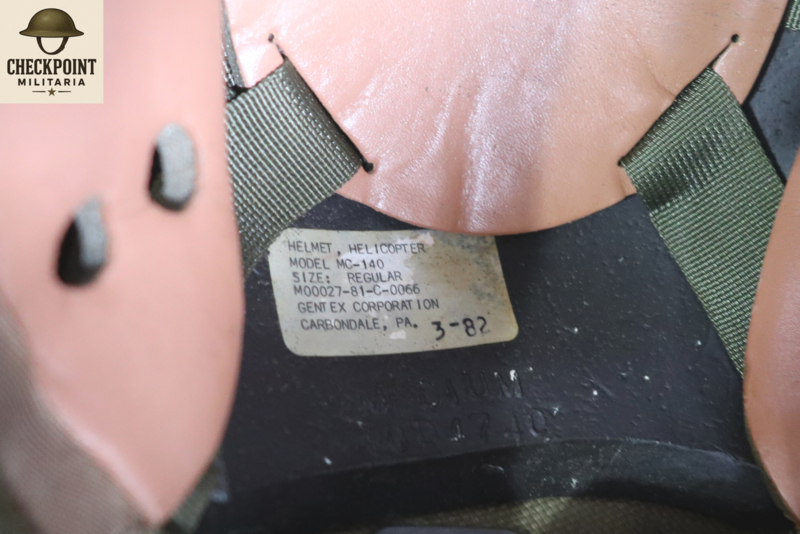 CHECKPOINT
MILITARIA
HELMET, HELICOPTER
MODEL MC-140
SIZE: REGULAR
M00027-81-C-0066
GENTEX CORPORATION
CARBONDALE, PA. 3-82